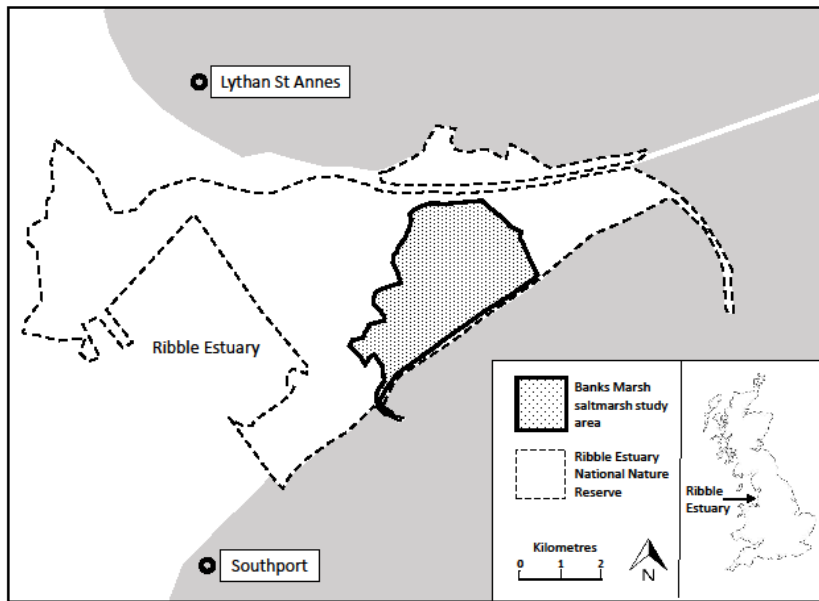 Lythan St Annes
Ribble Estuary
Southport
Banks Marsh
saltmarsh study
area
Ribble Estuary
National Nature
Reserve
Kilometres
0 1 2
N
Ribble
Estuary